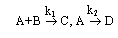 A+B →k₁ C, A →k₂ D